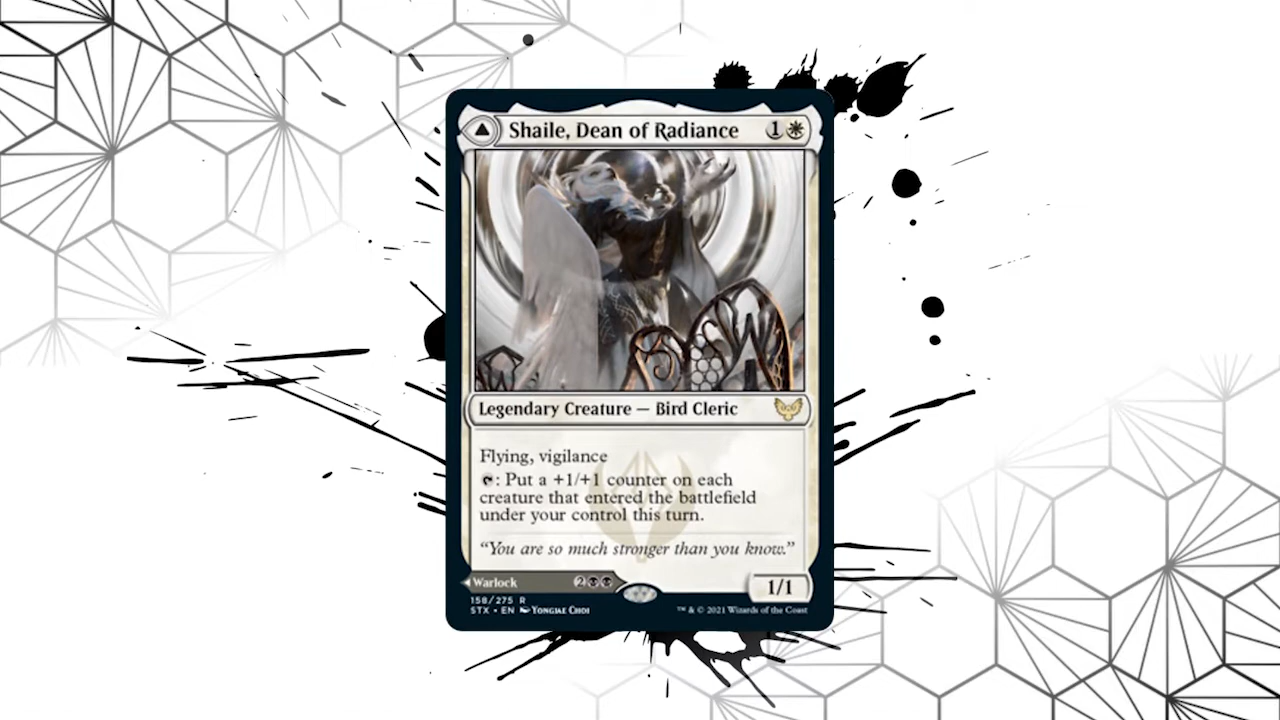 Shaile, Dean of Radiance 1
Legendary Creature — Bird Cleric
Flying, vigilance
: Put a +1/+1 counter on each
creature that entered the battlefield
under your control this turn.
“You are so much stronger than you know.”
Warlock 2
1/1
158/275 R
STX • EN Yongjae Choi
™ & © 2021 Wizards of the Coast